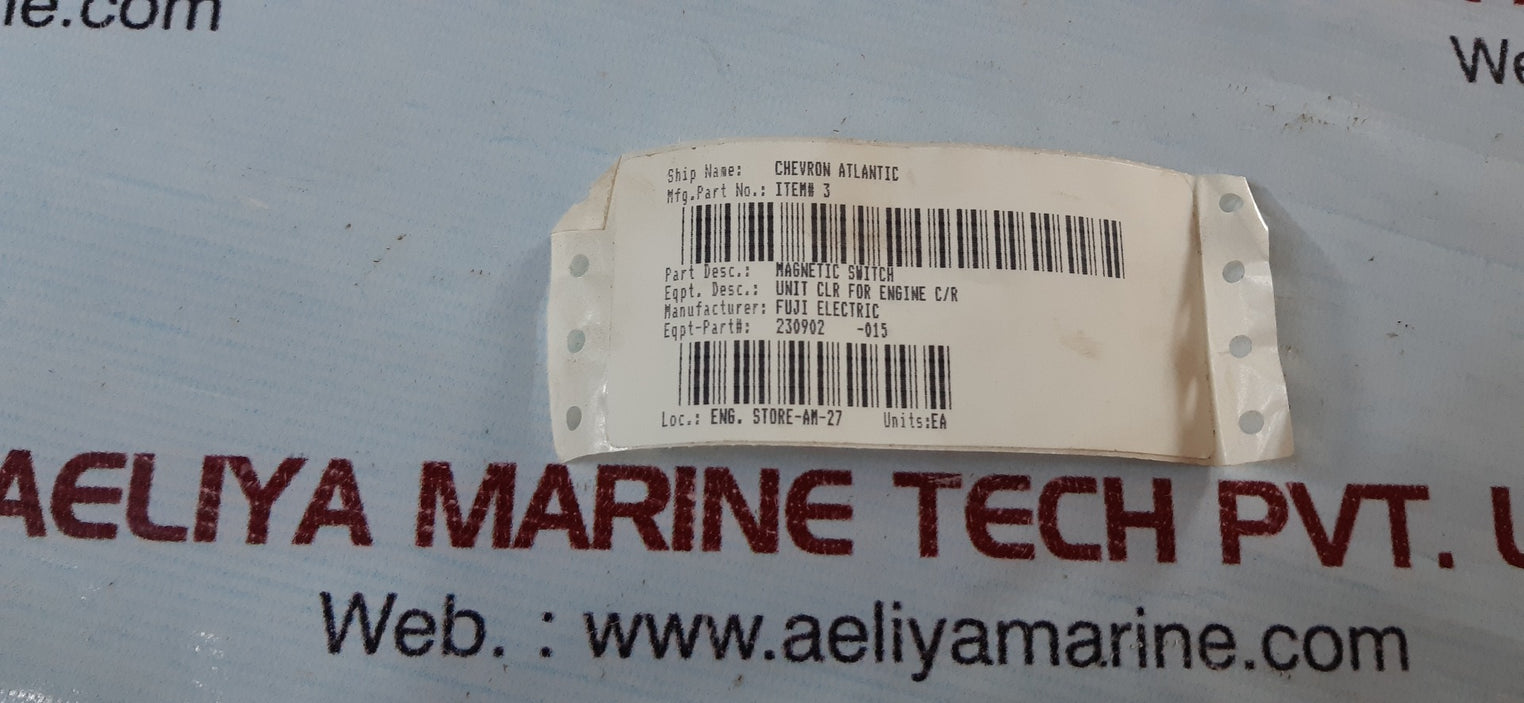 ne.com
We
Ship Name: CHEVRON ATLANTIC
Mfg.Part No.: ITEM# 3
Part Desc.: MAGNETIC SWITCH
Eqpt. Desc.: UNIT CLR FOR ENGINE C/R
Manufacturer: FUJI ELECTRIC
Eqpt-Part#: 230902 -015
Loc.: ENG. STORE-AM-27 Units:EA
AELIYA MARINE TECH PVT.
Web. : www.aeliyamarine.com